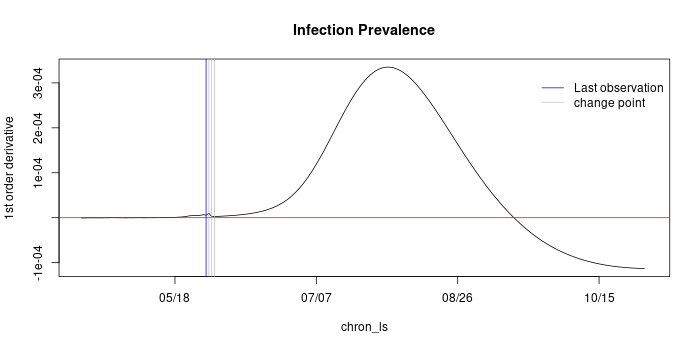 Infection Prevalence
1st order derivative
3e-04
2e-04
1e-04
-1e-04
Last observation
change point
05/18
07/07
08/26
10/15
chron_ls